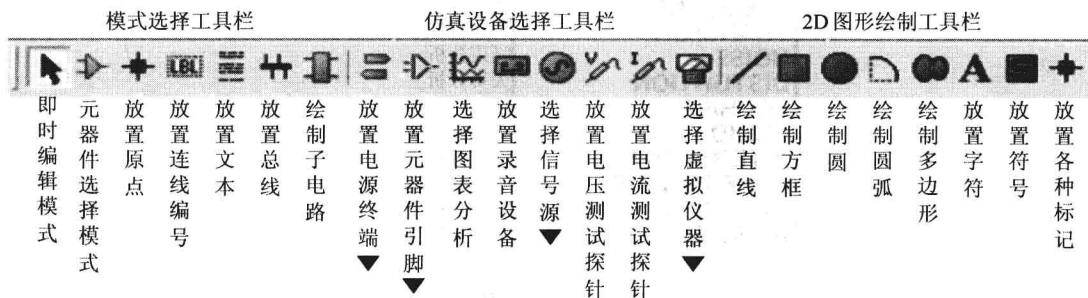 模式选择工具栏
仿真设备选择工具栏
2D图形绘制工具栏
LBL
V
I
A
即时编辑模式
元器件选择模式
放置原点
放置连线编号
放置文本
放置总线
绘制子电路
放置电源终端▼
放置元器件引脚▼
选择图表分析
放置录音设备
选择信号源▼
放置电压测试探针
放置电流测试探针
选择虚拟仪器▼
绘制直线
绘制方框
绘制圆
绘制圆弧
绘制多边形
放置字符
放置符号
放置各种标记